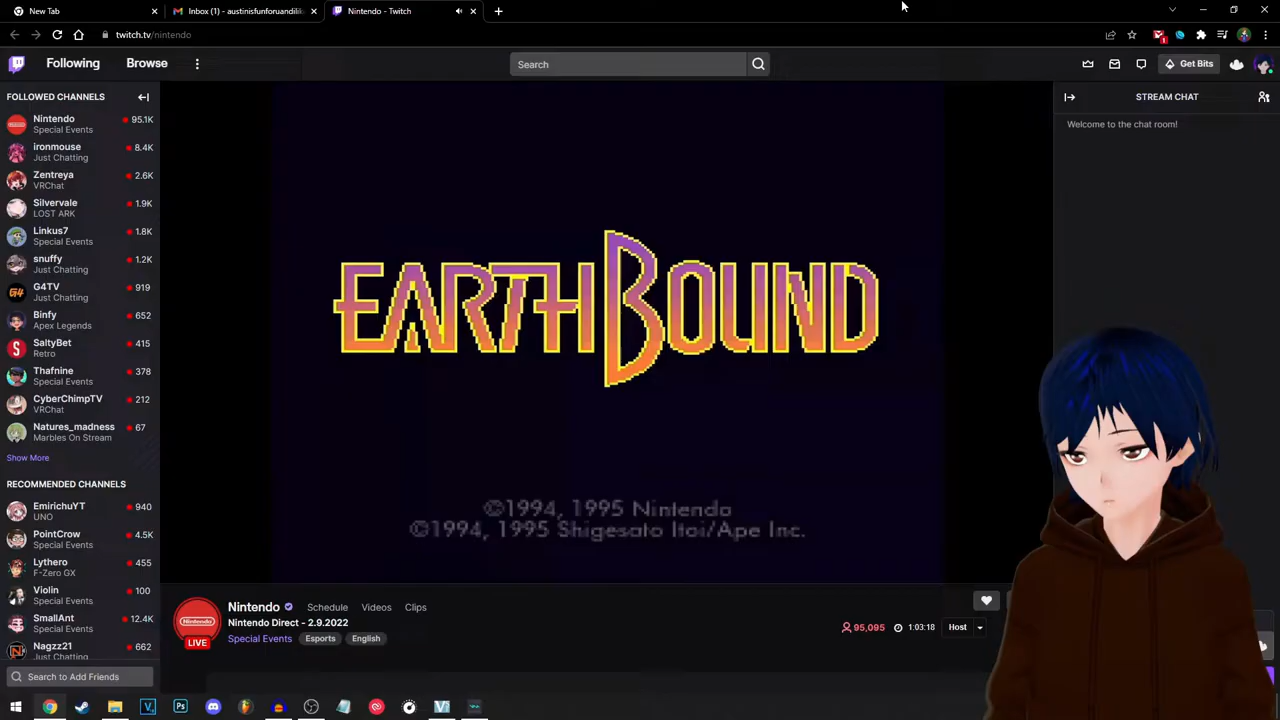 New Tab
Inbox (1) - austinisfunforuandilik
Nintendo - Twitch
twitch.tv/nintendo
Following
Browse
Search
Get Bits
FOLLOWED CHANNELS
Nintendo
95.1K
Special Events
ironmouse
8.4K
Just Chatting
Zentreya
2.6K
VRChat
Silvervale
1.9K
LOST ARK
Linkus7
1.8K
Special Events
snuffy
1.2K
Just Chatting
G4TV
919
Just Chatting
Binfy
652
Apex Legends
SaltyBet
415
Retro
Thafnine
378
Special Events
CyberChimpTV
212
VRChat
Natures_madness
67
Marbles On Stream
Show More
RECOMMENDED CHANNELS
EmirichuYT
940
UNO
PointCrow
4.5K
Special Events
Lythero
455
F-Zero GX
Violin
100
Special Events
SmallAnt
12.4K
Special Events
Nagzz21
662
Just Chatting
Search to Add Friends
EARTHBOUND
©1994, 1995 Nintendo
©1994, 1995 Shigesato Itoi/Ape Inc.
Nintendo
LIVE
Nintendo
Schedule
Videos
Clips
Nintendo Direct - 2.9.2022
Special Events
Esports
English
95,095
1:03:18
Host
STREAM CHAT
Welcome to the chat room!